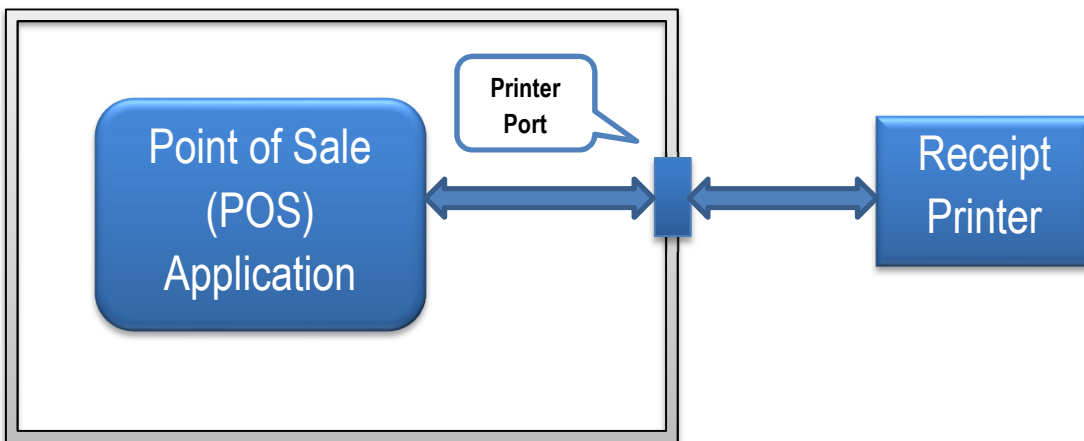 Point of Sale
(POS)
Application
Printer
Port
Receipt
Printer